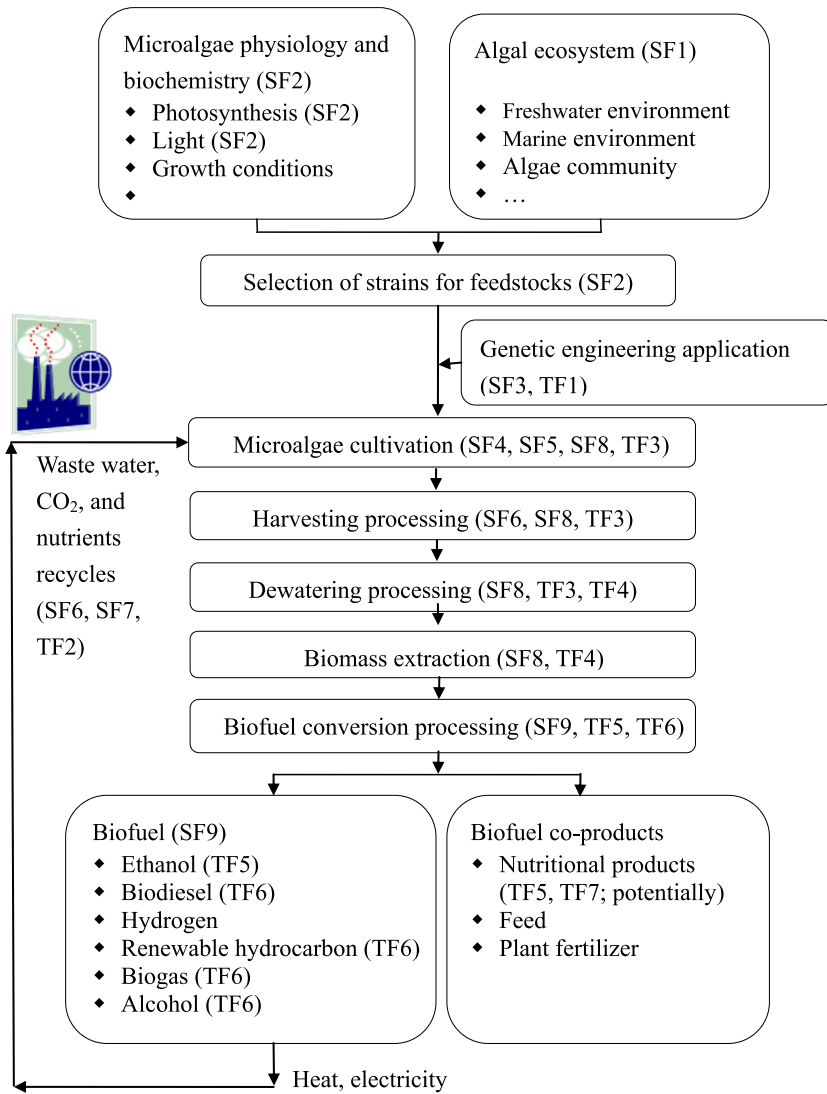 Microalgae physiology and
biochemistry (SF2)
◆ Photosynthesis (SF2)
◆ Light (SF2)
◆ Growth conditions
◆
Algal ecosystem (SF1)
◆ Freshwater environment
◆ Marine environment
◆ Algae community
◆ …
Selection of strains for feedstocks (SF2)
Genetic engineering application
(SF3, TF1)
Microalgae cultivation (SF4, SF5, SF8, TF3)
Waste water,
CO₂, and
nutrients
recycles
(SF6, SF7,
TF2)
Harvesting processing (SF6, SF8, TF3)
Dewatering processing (SF8, TF3, TF4)
Biomass extraction (SF8, TF4)
Biofuel conversion processing (SF9, TF5, TF6)
Biofuel (SF9)
◆ Ethanol (TF5)
◆ Biodiesel (TF6)
◆ Hydrogen
◆ Renewable hydrocarbon (TF6)
◆ Biogas (TF6)
◆ Alcohol (TF6)
Biofuel co-products
◆ Nutritional products
(TF5, TF7; potentially)
◆ Feed
◆ Plant fertilizer
Heat, electricity